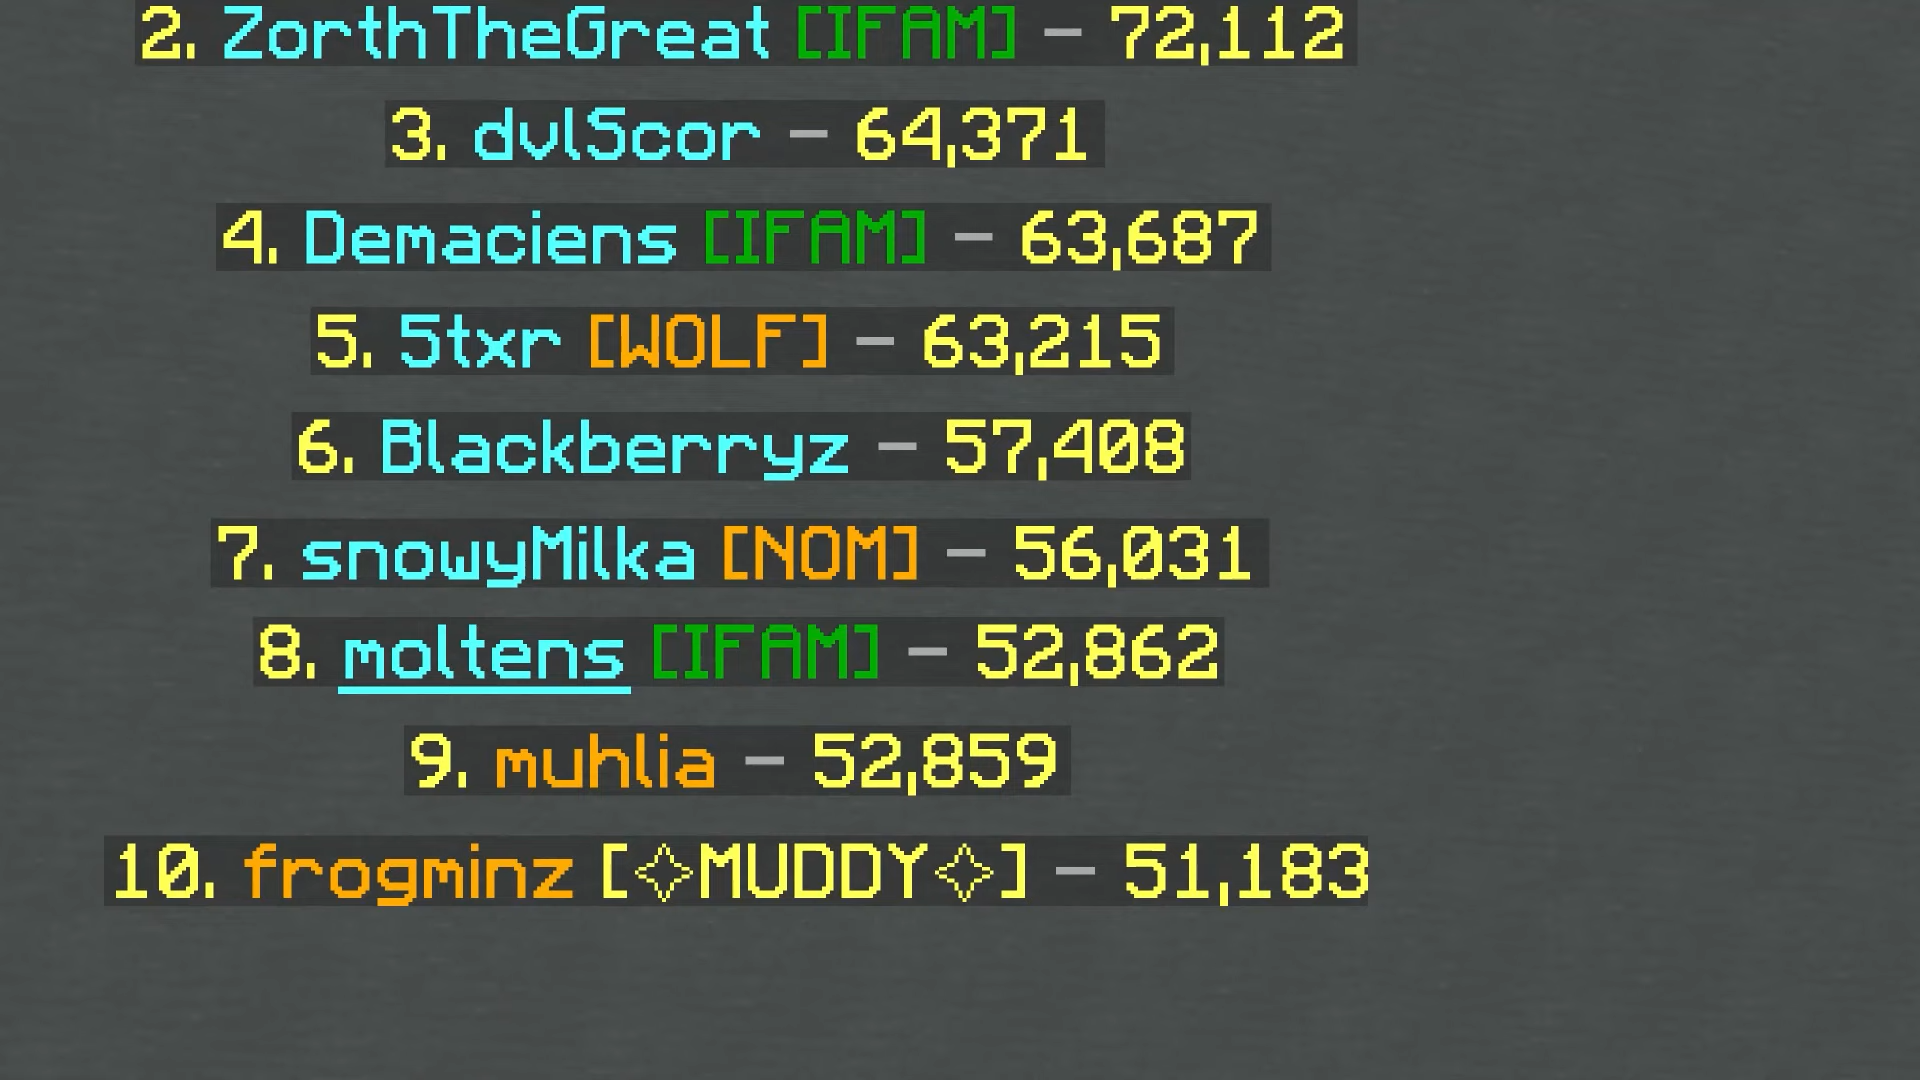 2. ZorthTheGreat [IFAM] - 72,112
3. dvlScor - 64,371
4. Demaciens [IFAM] - 63,687
5. 5txr [WOLF] - 63,215
6. Blackberryz - 57,408
7. snowyMilka [NOM] - 56,031
8. moltens [IFAM] - 52,862
9. muhlia - 52,859
10. frogminz [✧MUDDY✧] - 51,183